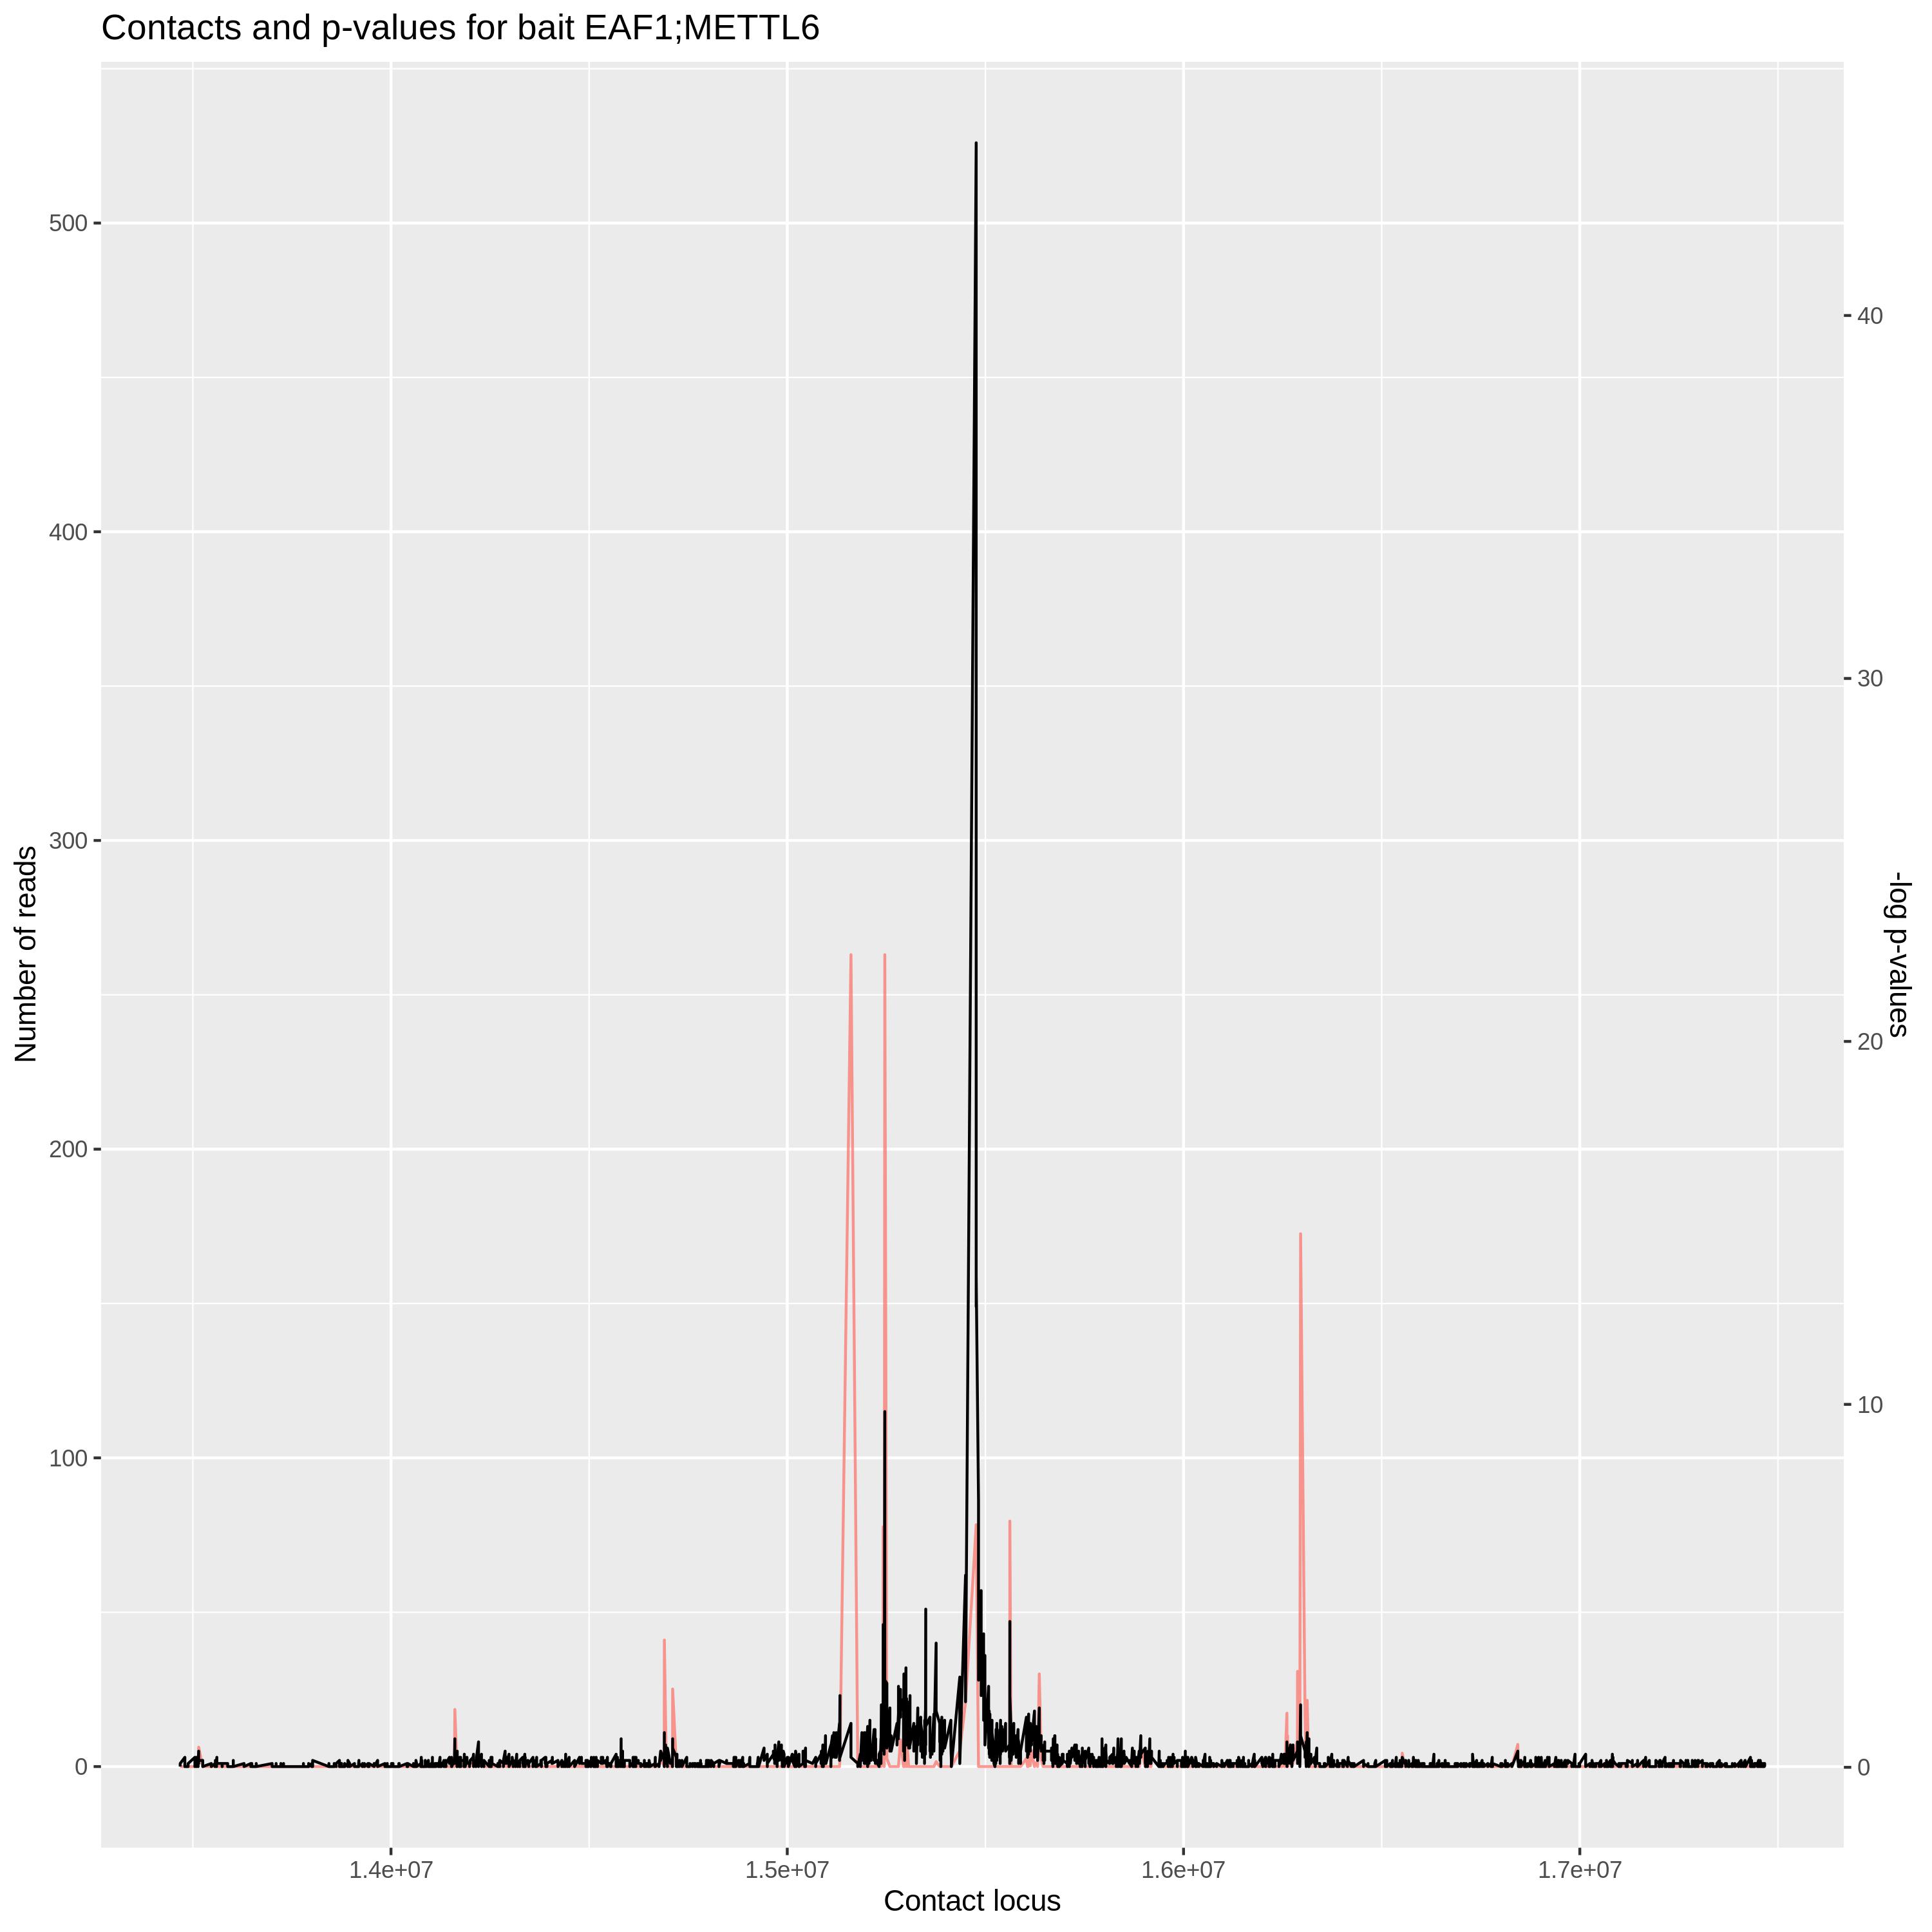 Contacts and p-values for bait EAF1;METTL6
Number of reads
500
400
300
200
100
0
40
30
20
10
0
-log p-values
1.4e+07
1.5e+07
1.6e+07
1.7e+07
Contact locus